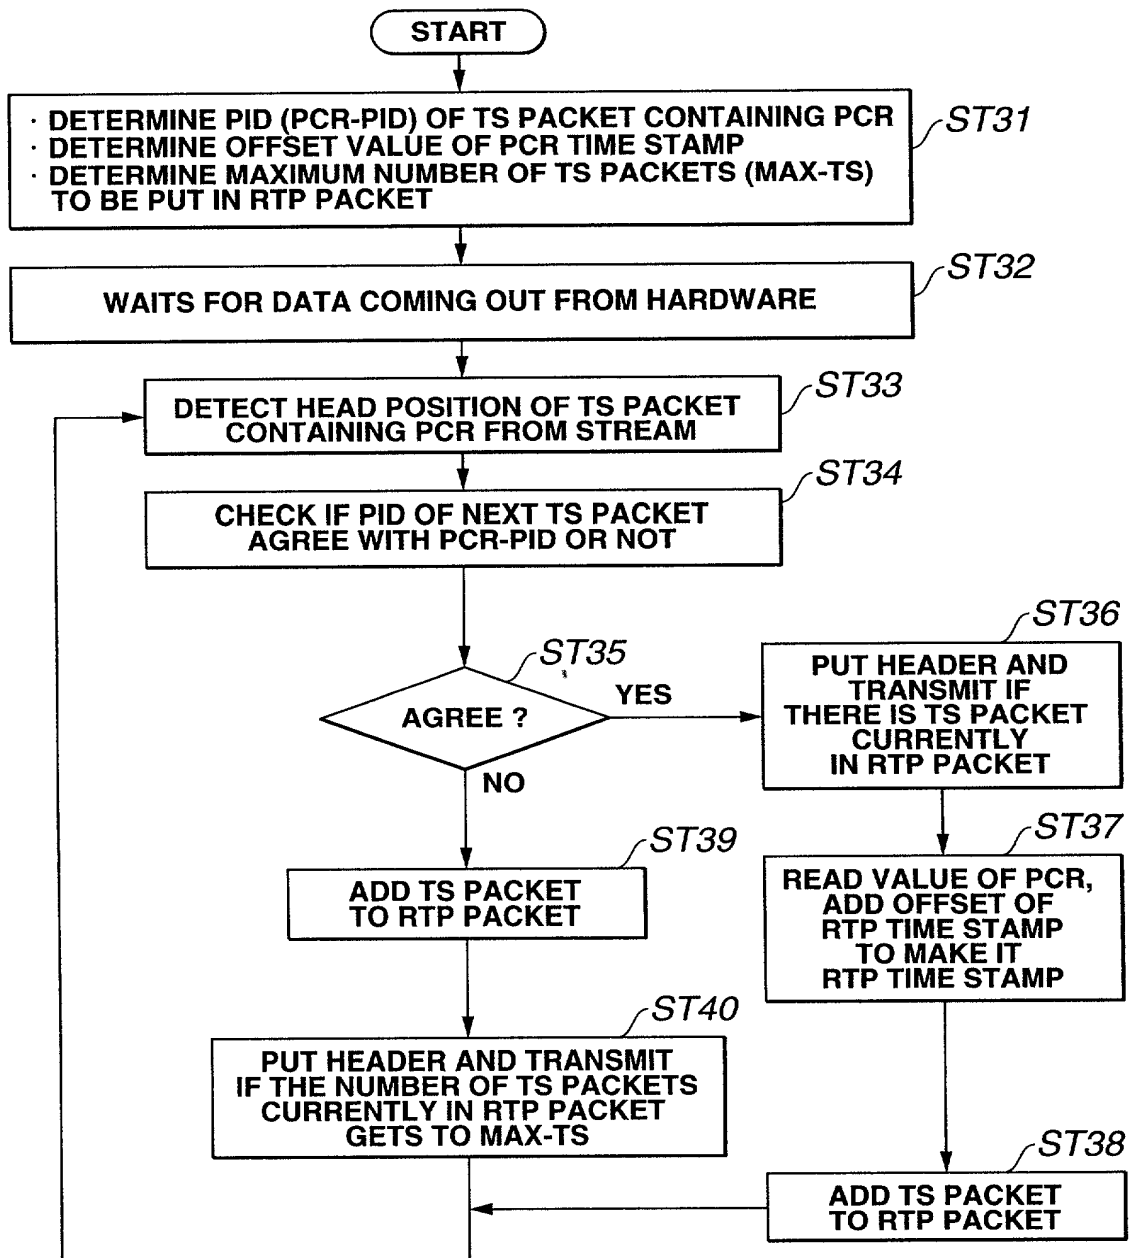 START
· DETERMINE PID (PCR-PID) OF TS PACKET CONTAINING PCR
· DETERMINE OFFSET VALUE OF PCR TIME STAMP
· DETERMINE MAXIMUM NUMBER OF TS PACKETS (MAX-TS)
TO BE PUT IN RTP PACKET
ST31
WAITS FOR DATA COMING OUT FROM HARDWARE
ST32
DETECT HEAD POSITION OF TS PACKET
CONTAINING PCR FROM STREAM
ST33
CHECK IF PID OF NEXT TS PACKET
AGREE WITH PCR-PID OR NOT
ST34
AGREE ?
ST35
YES
NO
PUT HEADER AND
TRANSMIT IF
THERE IS TS PACKET
CURRENTLY
IN RTP PACKET
ST36
READ VALUE OF PCR,
ADD OFFSET OF
RTP TIME STAMP
TO MAKE IT
RTP TIME STAMP
ST37
ADD TS PACKET
TO RTP PACKET
ST39
PUT HEADER AND TRANSMIT
IF THE NUMBER OF TS PACKETS
CURRENTLY IN RTP PACKET
GETS TO MAX-TS
ST40
ADD TS PACKET
TO RTP PACKET
ST38